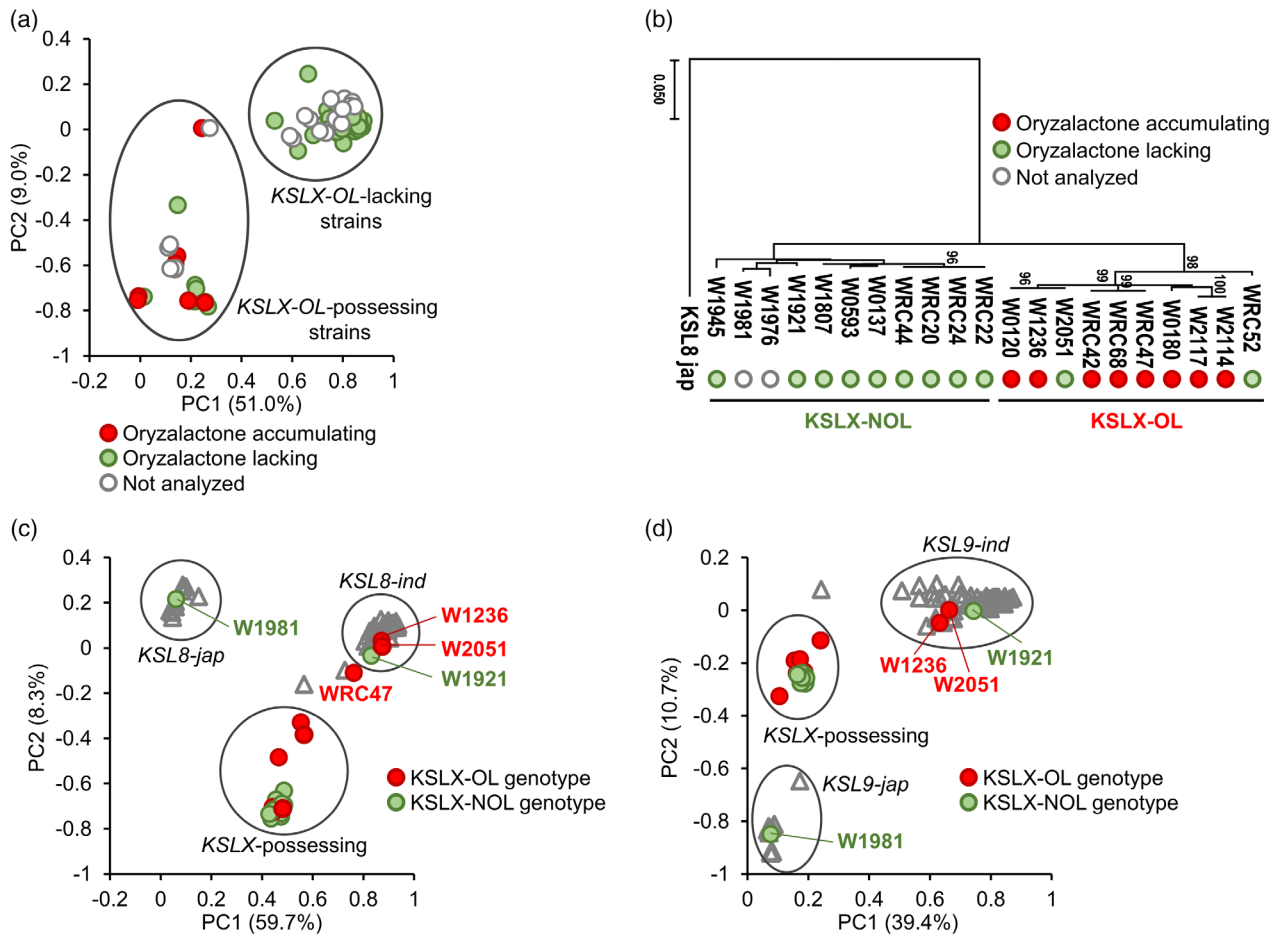 (a)
0.4
0.2
0
-0.2
-0.4
-0.6
-0.8
-1
PC2 (9.0%)
-0.2
0
0.2
0.4
0.6
0.8
1
PC1 (51.0%)
KSLX-OL-lacking
strains
KSLX-OL-possessing
strains
Oryzalactone accumulating
Oryzalactone lacking
Not analyzed
(b)
0.050
Oryzalactone accumulating
Oryzalactone lacking
Not analyzed
96
98
96
99
99
100
KSL8 jap
W1945
W1981
W1976
W1921
W1807
W0593
W0137
WRC44
WRC20
WRC24
WRC22
W0120
W1236
W2051
WRC42
WRC68
WRC47
W0180
W2117
W2114
WRC52
KSLX-NOL
KSLX-OL
(c)
0.4
0.2
0
-0.2
-0.4
-0.6
-0.8
-1
PC2 (8.3%)
-0.2
0
0.2
0.4
0.6
0.8
1
PC1 (59.7%)
KSL8-jap
W1981
KSL8-ind
W1236
W2051
W1921
WRC47
KSLX-possessing
KSLX-OL genotype
KSLX-NOL genotype
(d)
0.2
0
-0.2
-0.4
-0.6
-0.8
-1
PC2 (10.7%)
0
0.2
0.4
0.6
0.8
1
PC1 (39.4%)
KSL9-ind
W1236
W2051
W1921
KSLX-possessing
KSL9-jap
W1981
KSLX-OL genotype
KSLX-NOL genotype